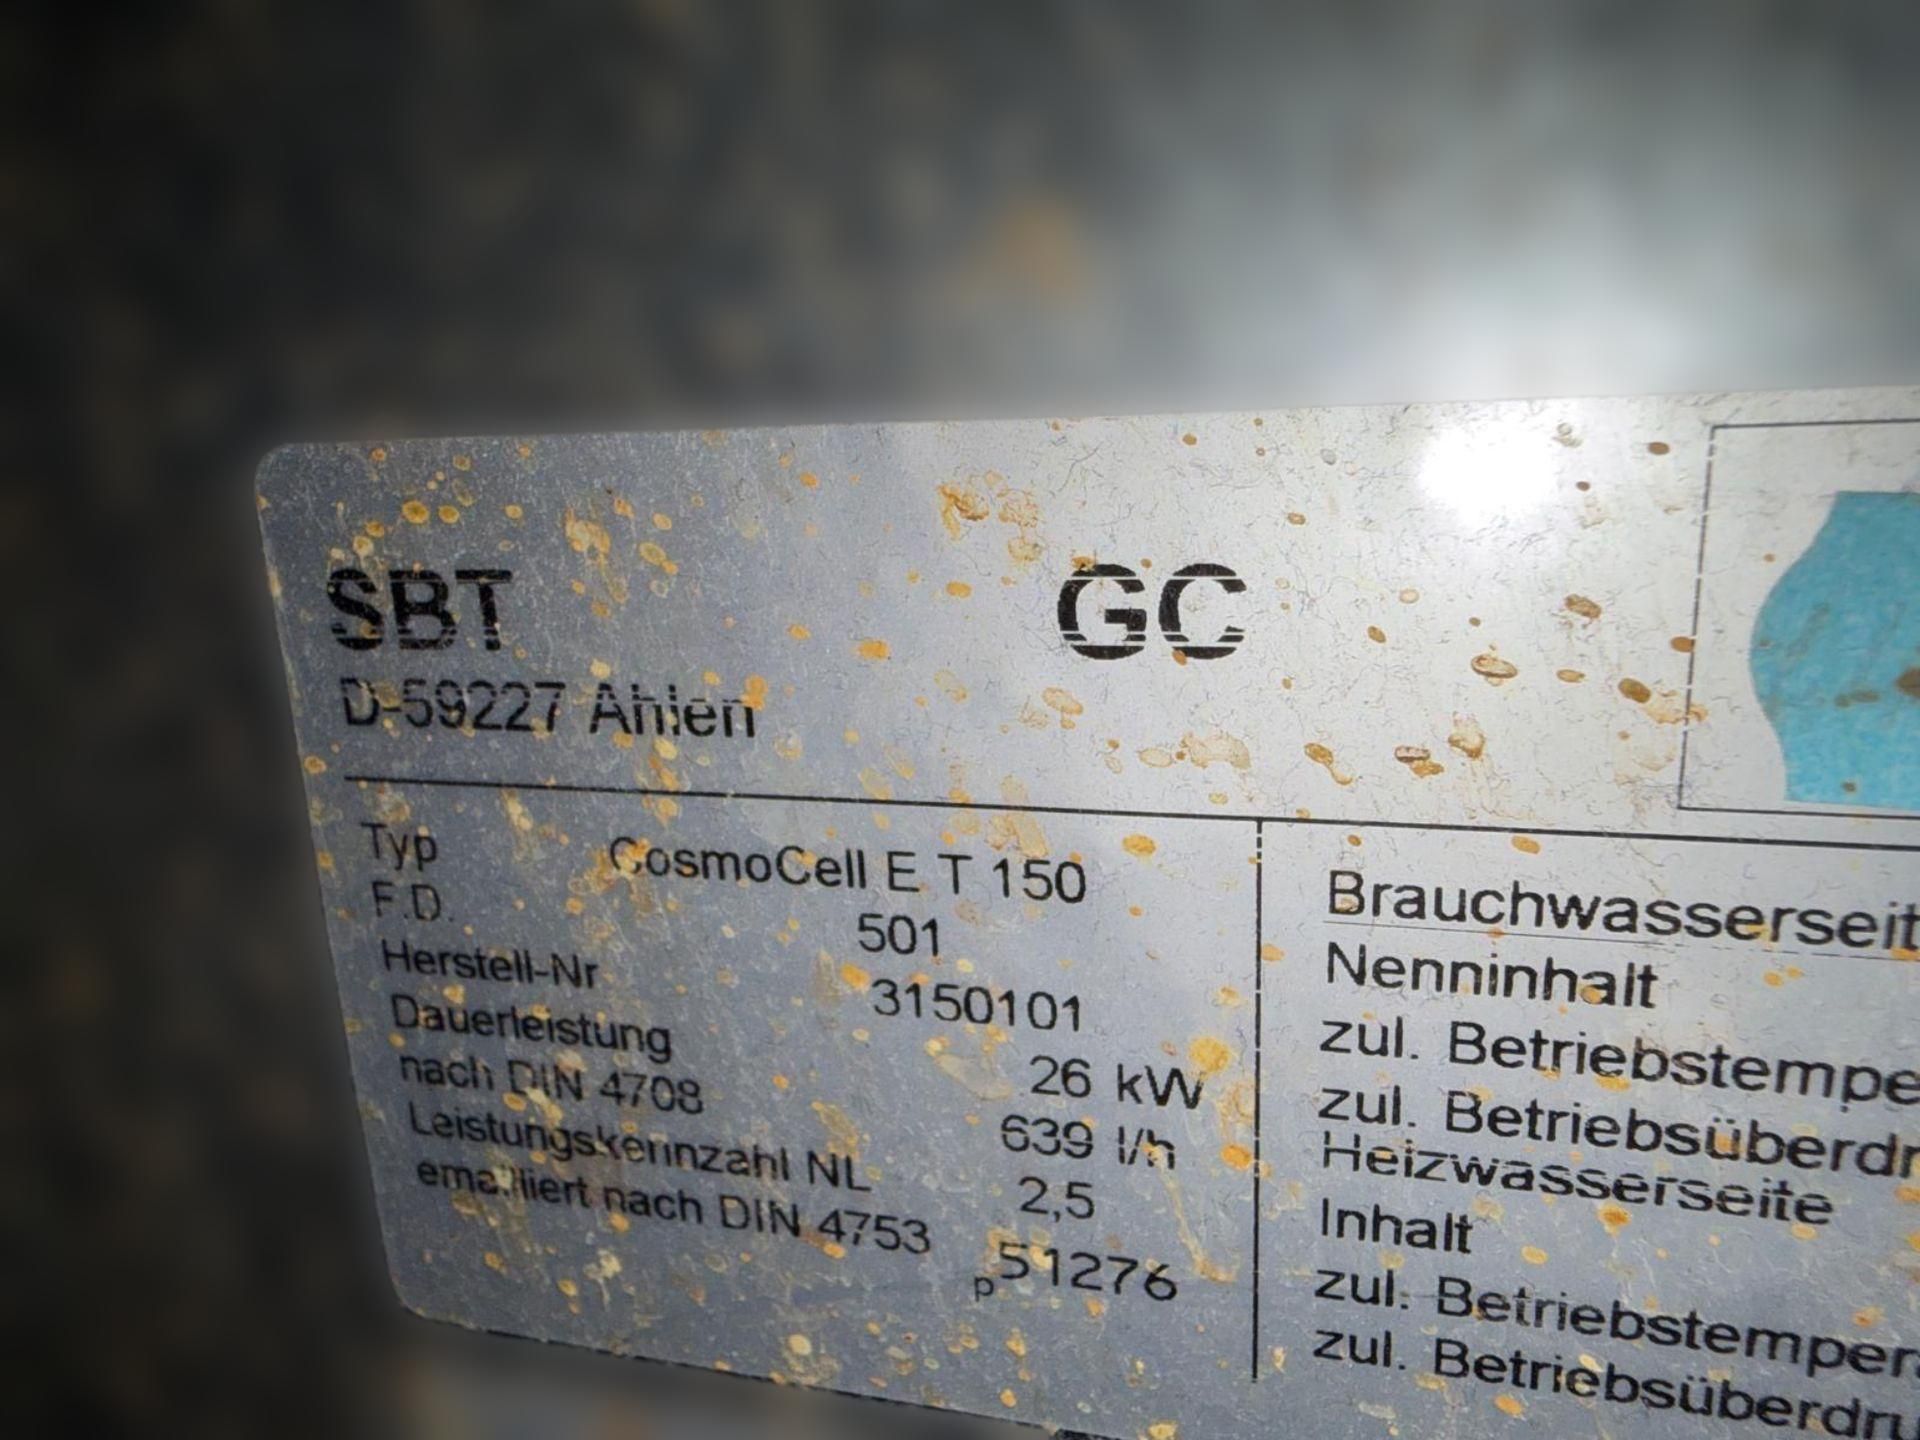 SBT GC
D-59227 Ahlen
Typ CosmoCell E T 150
F.D. 501
Herstell-Nr 3150101
Dauerleistung
nach DIN 4708 26 kW
639 l/h
Leistungskennzahl NL 2,5
emailliert nach DIN 4753
p51276
Brauchwasserseit
Nenninhalt
zul. Betriebstempe
zul. Betriebsüberdr
Heizwasserseite
Inhalt
zul. Betriebstempera
zul. Betriebsüberdru